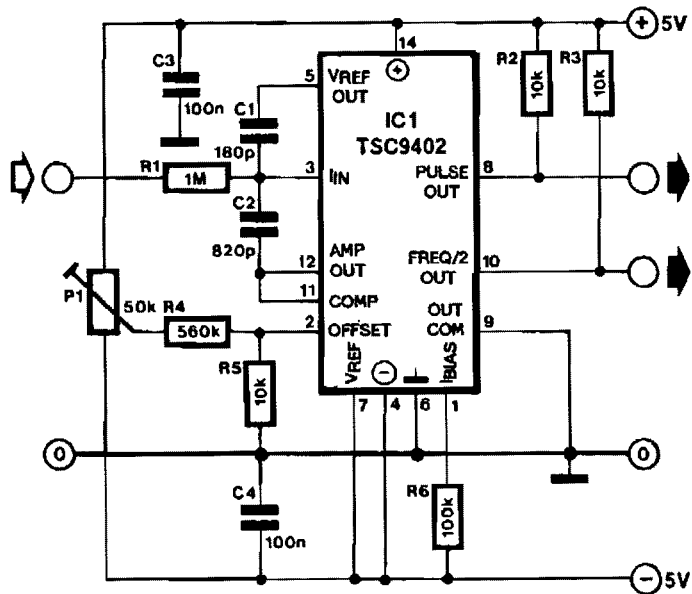 + 5V
C3
100n
C1
180p
5
VREF
OUT
14
+
IC1
TSC9402
R2
10k
R3
10k
R1
1M
3
IIN
PULSE
OUT
8
C2
820p
12
AMP
OUT
11
COMP
FREQ/2
OUT
10
P1
50k
R4
560k
2
OFFSET
OUT
COM
9
R5
10k
VREF
−
IBIAS
7
4
6
1
0
0
C4
100n
R6
100k
− 5V